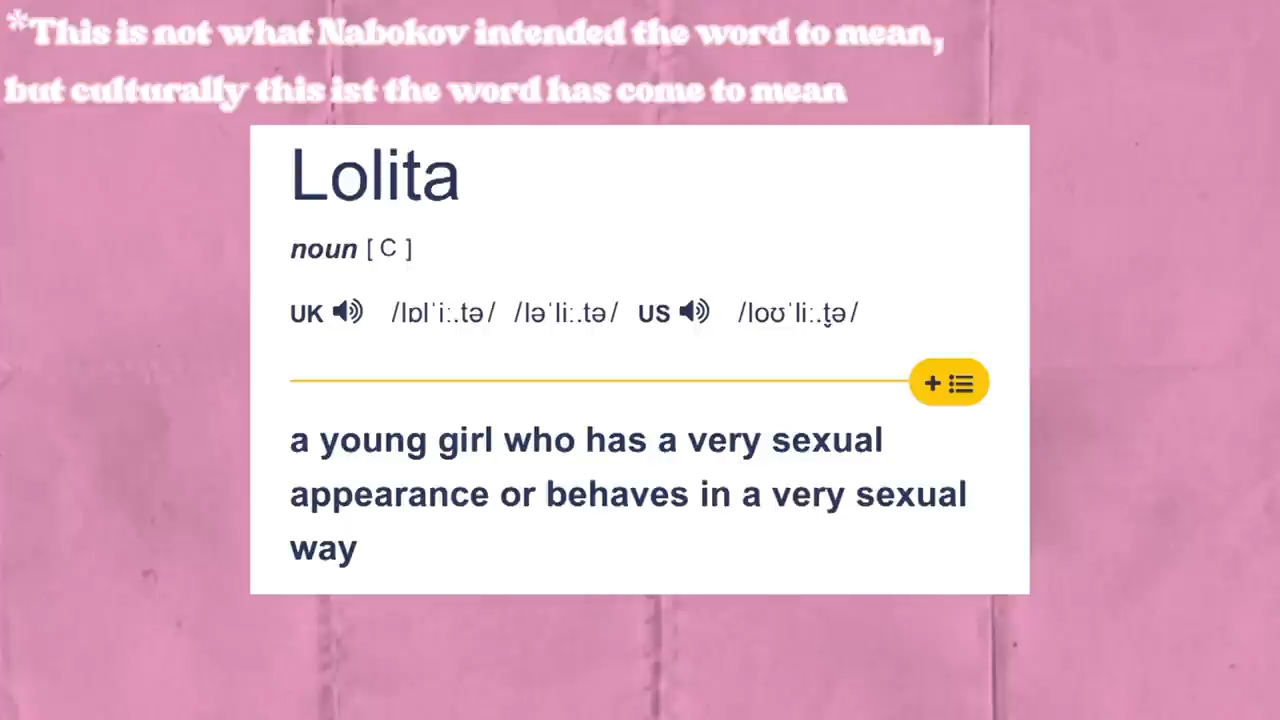 *This is not what Nabokov intended the word to mean,
but culturally this ist the word has come to mean
Lolita
noun [ C ]
UK /lɒlˈiː.tə/ /ləˈliː.tə/ US /loʊˈliː.t̬ə/
a young girl who has a very sexual
appearance or behaves in a very sexual
way